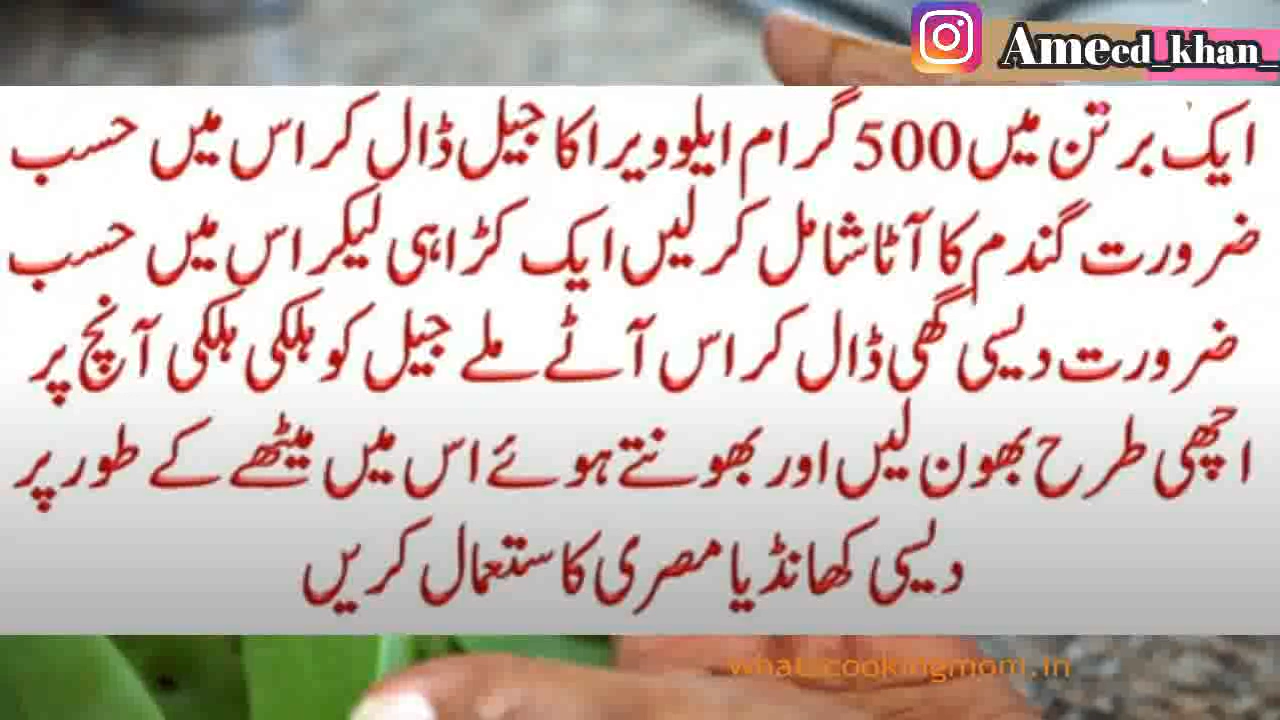 Ameed_khan_
ایک برتن میں 500 گرام ایلوویرا کا جیل ڈال کر اس میں حسب
ضرورت گندم کا آٹا شامل کرلیں ایک کڑاہی لیکر اس میں حسب
ضرورت دیسی گھی ڈال کر اس آٹے ملے جیل کو ہلکی ہلکی آنچ پر
اچھی طرح بھون لیں اور بھونتے ہوئے اس میں میٹھے کے طور پر
دیسی کھانڈ یا مصری کا ستعمال کریں
whatscookingmom.in